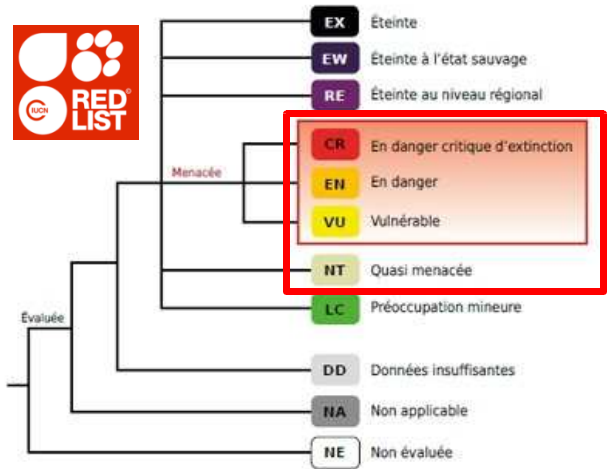 IUCN
RED
LIST
EX Éteinte
EW Éteinte à l'état sauvage
RE Éteinte au niveau régional
CR En danger critique d'extinction
Menacée
EN En danger
VU Vulnérable
NT Quasi menacée
LC Préoccupation mineure
Évaluée
DD Données insuffisantes
NA Non applicable
NE Non évaluée